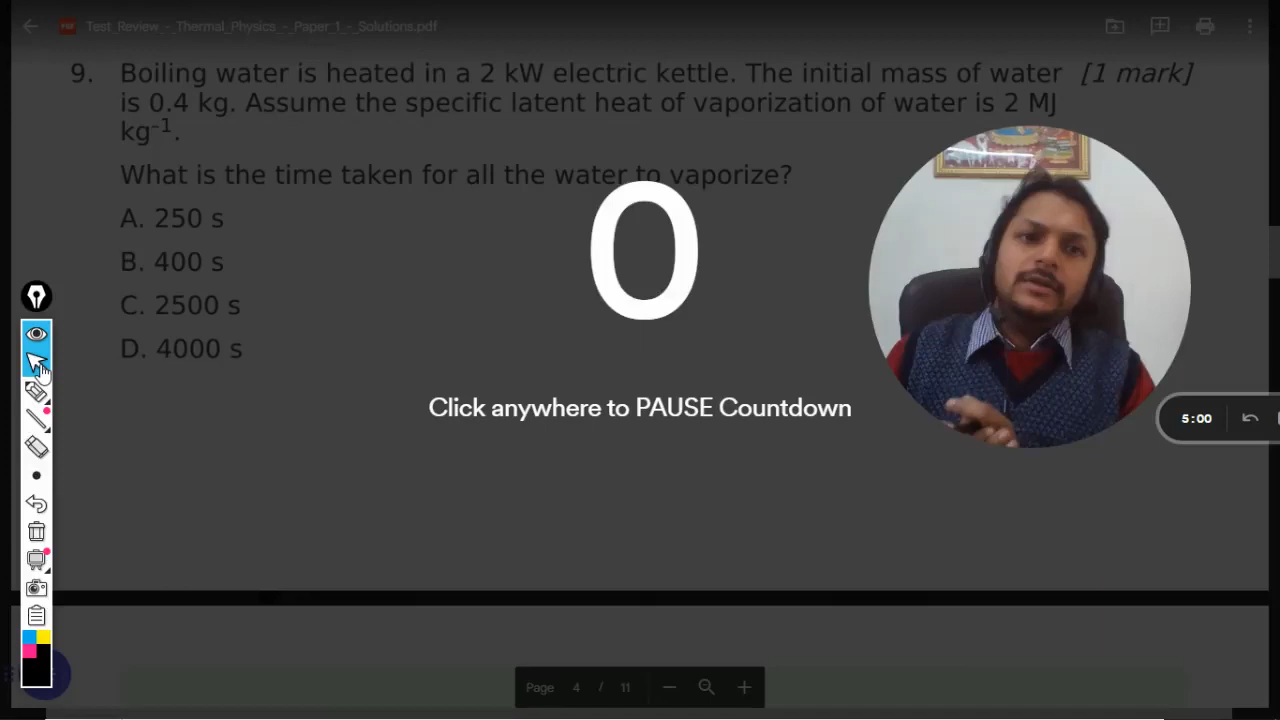 Test_Review_-_Thermal_Physics_-_Paper_1_-_Solutions.pdf
9. Boiling water is heated in a 2 kW electric kettle. The initial mass of water [1 mark]
is 0.4 kg. Assume the specific latent heat of vaporization of water is 2 MJ
kg⁻¹.
What is the time taken for all the water to vaporize?
A. 250 s
0
B. 400 s
C. 2500 s
D. 4000 s
Click anywhere to PAUSE Countdown
5:00
Page 4 / 11